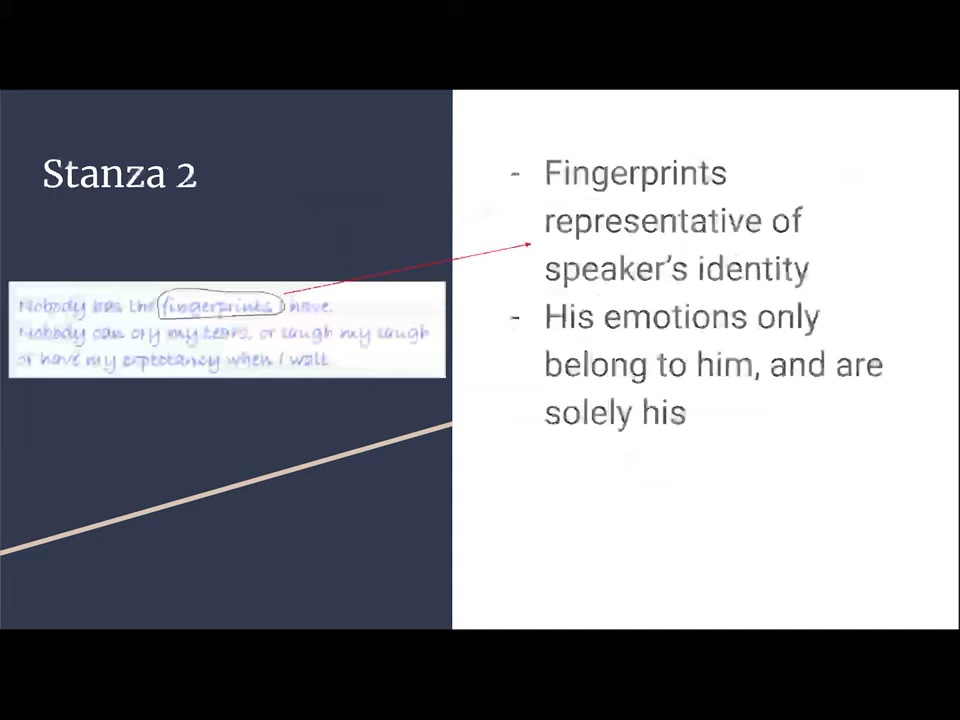 Stanza 2
Nobody has the fingerprints I have.
Nobody can cry my tears, or laugh my laugh
or have my expectancy when I wait
- Fingerprints
representative of
speaker's identity
- His emotions only
belong to him, and are
solely his